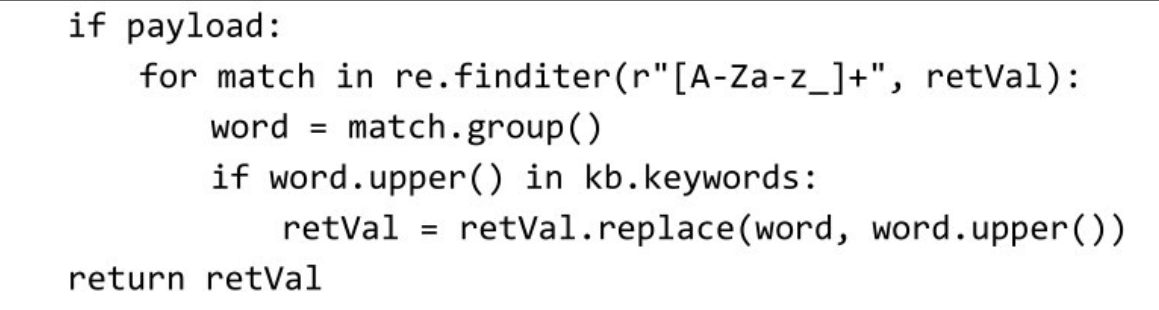 if payload:
    for match in re.finditer(r"[A-Za-z_]+", retVal):
        word = match.group()
        if word.upper() in kb.keywords:
            retVal = retVal.replace(word, word.upper())
return retVal